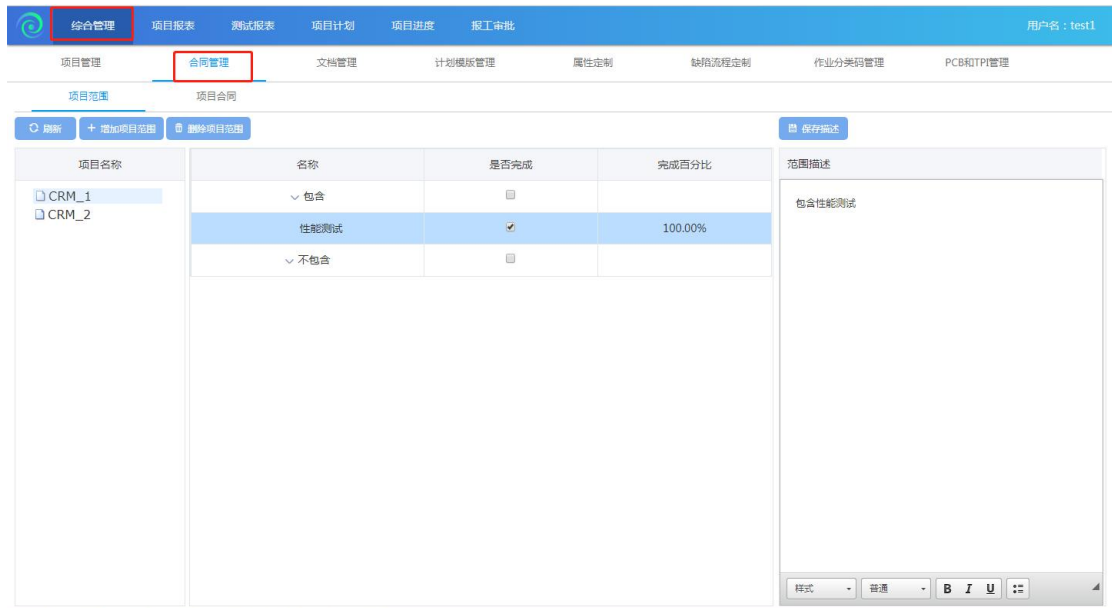 综合管理 项目报表 测试报表 项目计划 项目进度 报工审批 用户名：test1
项目管理 合同管理 文档管理 计划模版管理 属性定制 缺陷流程定制 作业分类码管理 PCB和TPI管理
项目范围 项目合同
刷新 + 增加项目范围 删除项目范围 保存描述
项目名称 名称 是否完成 完成百分比 范围描述
CRM_1 包含 包含性能测试
CRM_2
性能测试 100.00%
不包含
样式 普通 B I U